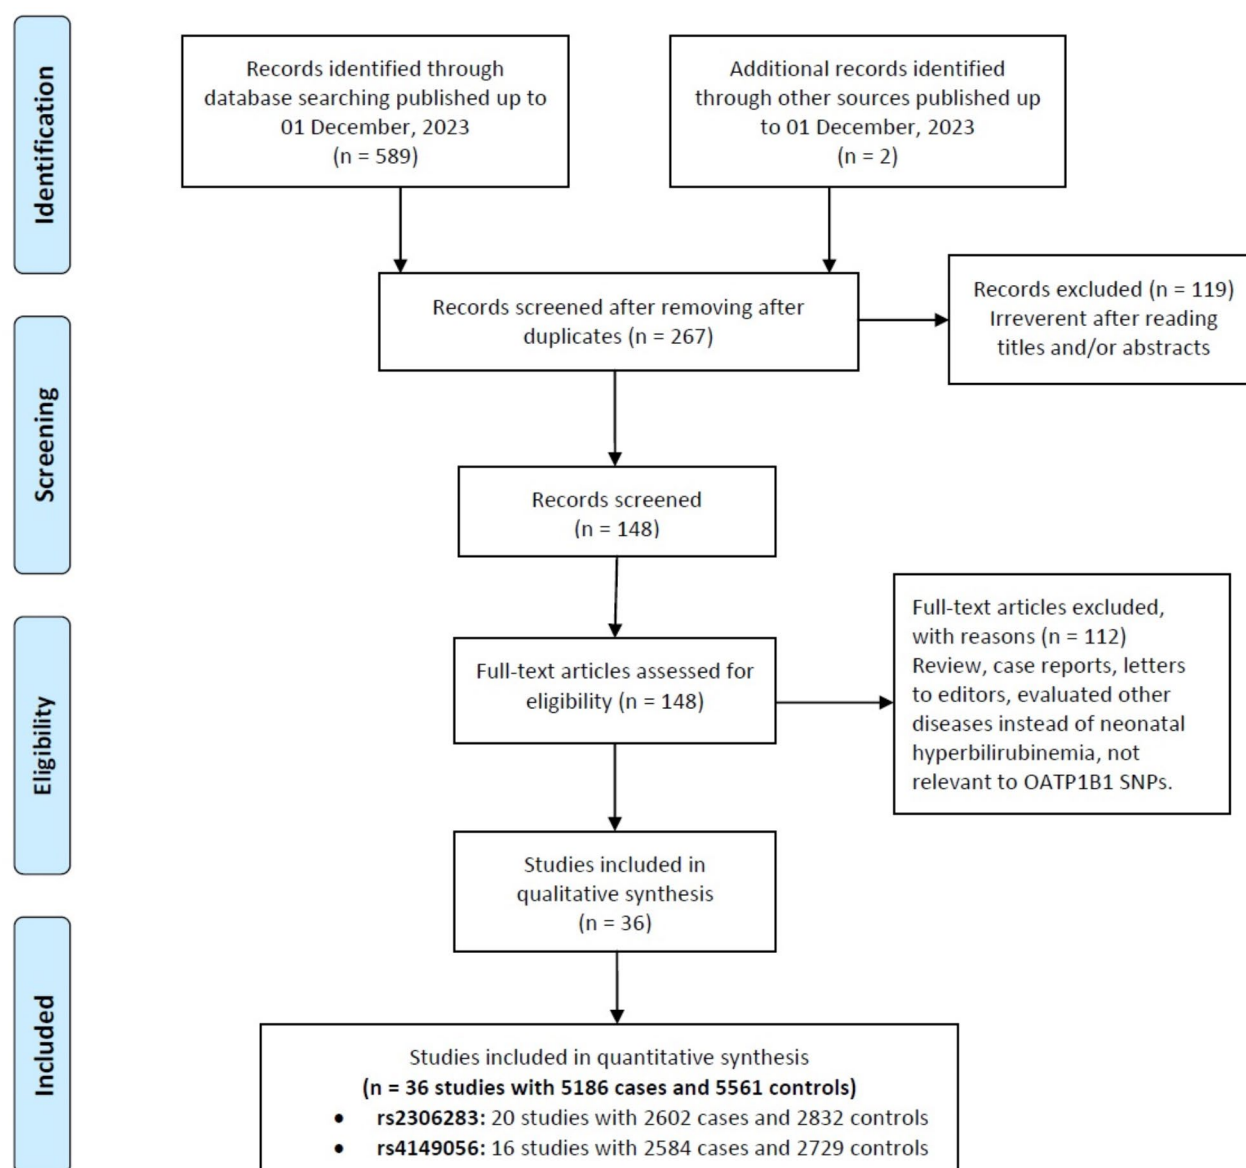 Identification
Records identified through
database searching published up to
01 December, 2023
(n = 589)
Additional records identified
through other sources published up
to 01 December, 2023
(n = 2)
Records screened after removing after
duplicates (n = 267)
Records excluded (n = 119)
Irreverent after reading
titles and/or abstracts
Screening
Records screened
(n = 148)
Eligibility
Full-text articles assessed for
eligibility (n = 148)
Full-text articles excluded,
with reasons (n = 112)
Review, case reports, letters
to editors, evaluated other
diseases instead of neonatal
hyperbilirubinemia, not
relevant to OATP1B1 SNPs.
Studies included in
qualitative synthesis
(n = 36)
Included
Studies included in quantitative synthesis
(n = 36 studies with 5186 cases and 5561 controls)
• rs2306283: 20 studies with 2602 cases and 2832 controls
• rs4149056: 16 studies with 2584 cases and 2729 controls